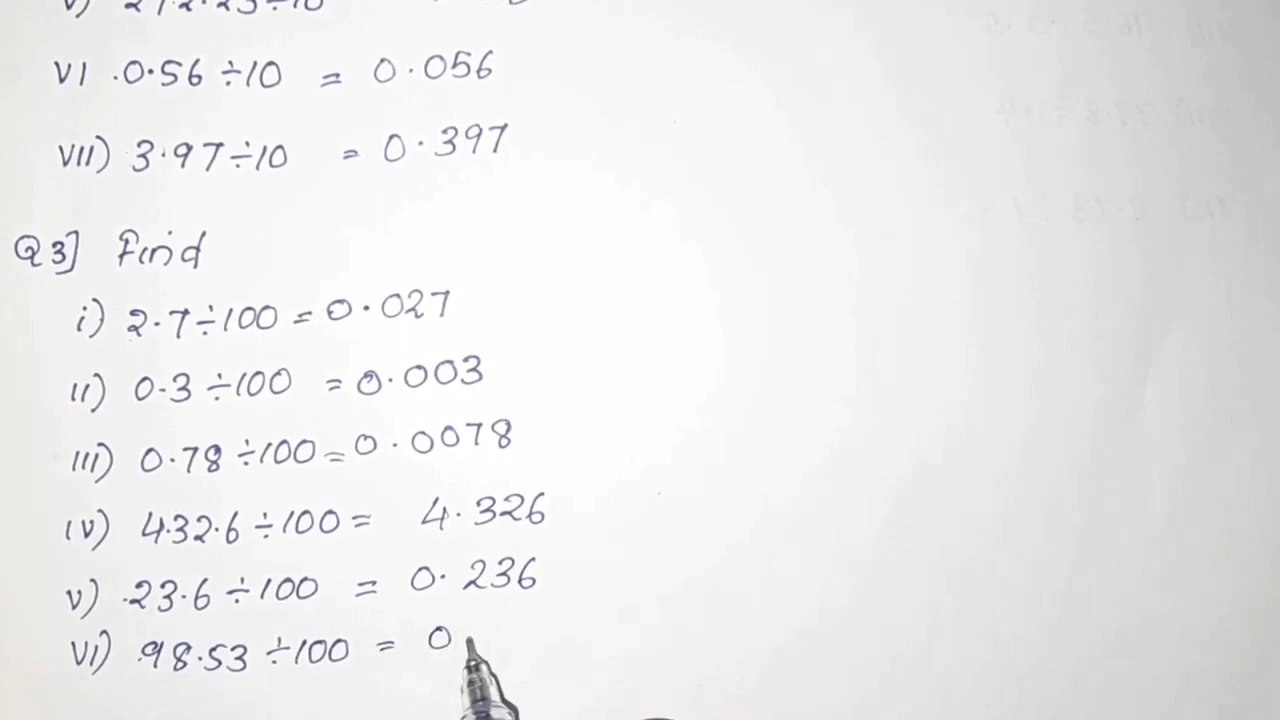 VI .0.56 ÷10 = 0.056
VII) 3.97÷10 = 0.397
Q3] Find
i) 2.7÷100 = 0.027
II) 0.3 ÷100 = 0.003
III) 0.78 ÷100 = 0.0078
IV) 432.6 ÷100 = 4.326
V) .23.6 ÷100 = 0.236
VI) .98.53 ÷100 = 0.